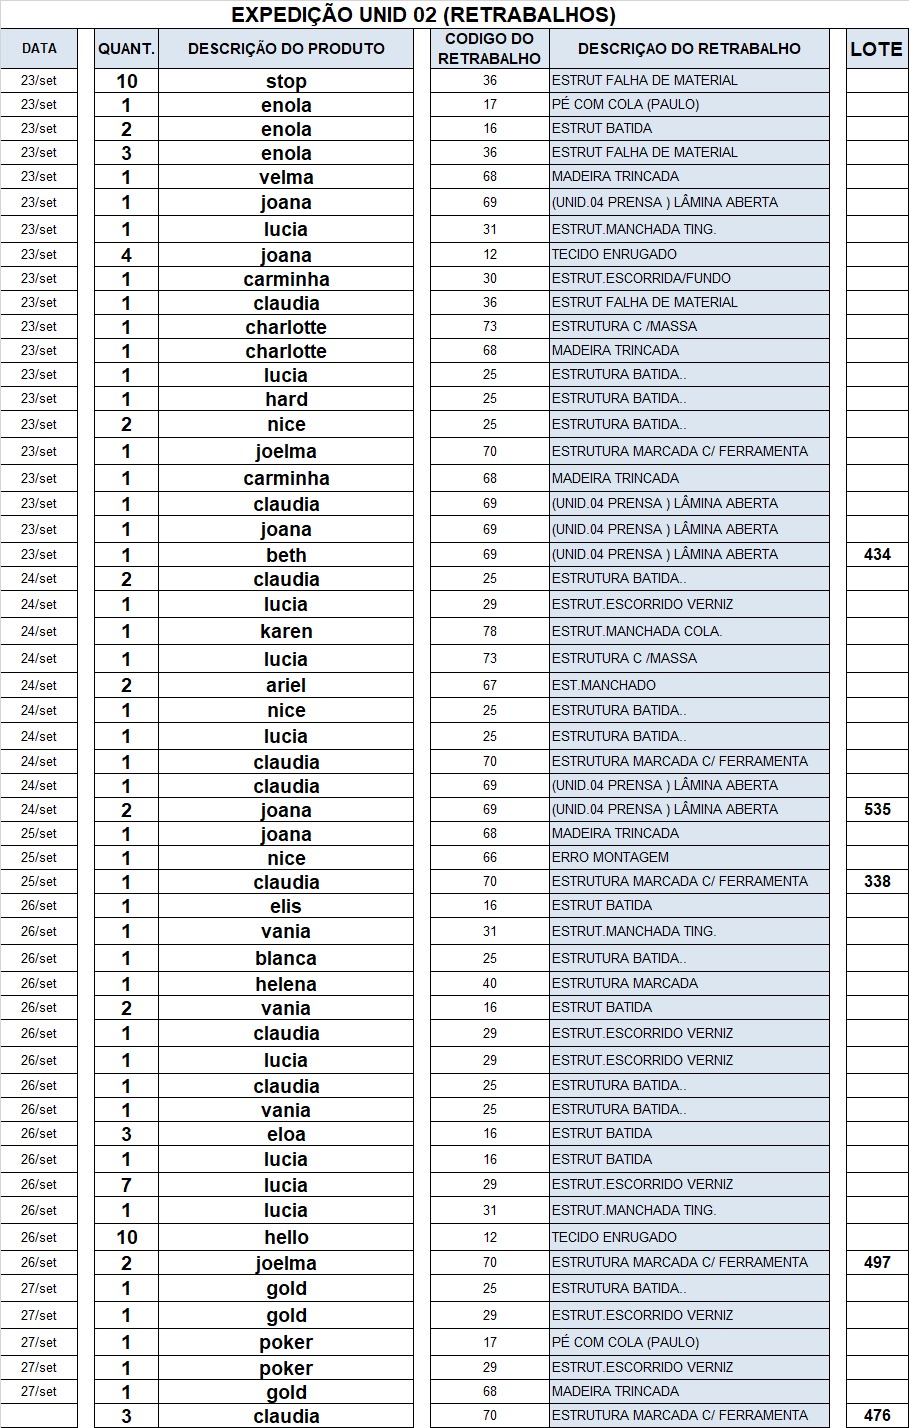 EXPEDIÇÃO UNID 02 (RETRABALHOS)
DATA QUANT. DESCRIÇÃO DO PRODUTO CODIGO DO RETRABALHO DESCRIÇAO DO RETRABALHO LOTE
23/set 10 stop 36 ESTRUT FALHA DE MATERIAL
23/set 1 enola 17 PÉ COM COLA (PAULO)
23/set 2 enola 16 ESTRUT BATIDA
23/set 3 enola 36 ESTRUT FALHA DE MATERIAL
23/set 1 velma 68 MADEIRA TRINCADA
23/set 1 joana 69 (UNID.04 PRENSA ) LÂMINA ABERTA
23/set 1 lucia 31 ESTRUT.MANCHADA TING.
23/set 4 joana 12 TECIDO ENRUGADO
23/set 1 carminha 30 ESTRUT.ESCORRIDA/FUNDO
23/set 1 claudia 36 ESTRUT FALHA DE MATERIAL
23/set 1 charlotte 73 ESTRUTURA C /MASSA
23/set 1 charlotte 68 MADEIRA TRINCADA
23/set 1 lucia 25 ESTRUTURA BATIDA..
23/set 1 hard 25 ESTRUTURA BATIDA..
23/set 2 nice 25 ESTRUTURA BATIDA..
23/set 1 joelma 70 ESTRUTURA MARCADA C/ FERRAMENTA
23/set 1 carminha 68 MADEIRA TRINCADA
23/set 1 claudia 69 (UNID.04 PRENSA ) LÂMINA ABERTA
23/set 1 joana 69 (UNID.04 PRENSA ) LÂMINA ABERTA
23/set 1 beth 69 (UNID.04 PRENSA ) LÂMINA ABERTA 434
24/set 2 claudia 25 ESTRUTURA BATIDA..
24/set 1 lucia 29 ESTRUT.ESCORRIDO VERNIZ
24/set 1 karen 78 ESTRUT.MANCHADA COLA.
24/set 1 lucia 73 ESTRUTURA C /MASSA
24/set 2 ariel 67 EST.MANCHADO
24/set 1 nice 25 ESTRUTURA BATIDA..
24/set 1 lucia 25 ESTRUTURA BATIDA..
24/set 1 claudia 70 ESTRUTURA MARCADA C/ FERRAMENTA
24/set 1 claudia 69 (UNID.04 PRENSA ) LÂMINA ABERTA
24/set 2 joana 69 (UNID.04 PRENSA ) LÂMINA ABERTA 535
25/set 1 joana 68 MADEIRA TRINCADA
25/set 1 nice 66 ERRO MONTAGEM
25/set 1 claudia 70 ESTRUTURA MARCADA C/ FERRAMENTA 338
26/set 1 elis 16 ESTRUT BATIDA
26/set 1 vania 31 ESTRUT.MANCHADA TING.
26/set 1 blanca 25 ESTRUTURA BATIDA..
26/set 1 helena 40 ESTRUTURA MARCADA
26/set 2 vania 16 ESTRUT BATIDA
26/set 1 claudia 29 ESTRUT.ESCORRIDO VERNIZ
26/set 1 lucia 29 ESTRUT.ESCORRIDO VERNIZ
26/set 1 claudia 25 ESTRUTURA BATIDA..
26/set 1 vania 25 ESTRUTURA BATIDA..
26/set 3 eloa 16 ESTRUT BATIDA
26/set 1 lucia 16 ESTRUT BATIDA
26/set 7 lucia 29 ESTRUT.ESCORRIDO VERNIZ
26/set 1 lucia 31 ESTRUT.MANCHADA TING.
26/set 10 hello 12 TECIDO ENRUGADO
26/set 2 joelma 70 ESTRUTURA MARCADA C/ FERRAMENTA 497
27/set 1 gold 25 ESTRUTURA BATIDA..
27/set 1 gold 29 ESTRUT.ESCORRIDO VERNIZ
27/set 1 poker 17 PÉ COM COLA (PAULO)
27/set 1 poker 29 ESTRUT.ESCORRIDO VERNIZ
27/set 1 gold 68 MADEIRA TRINCADA
3 claudia 70 ESTRUTURA MARCADA C/ FERRAMENTA 476